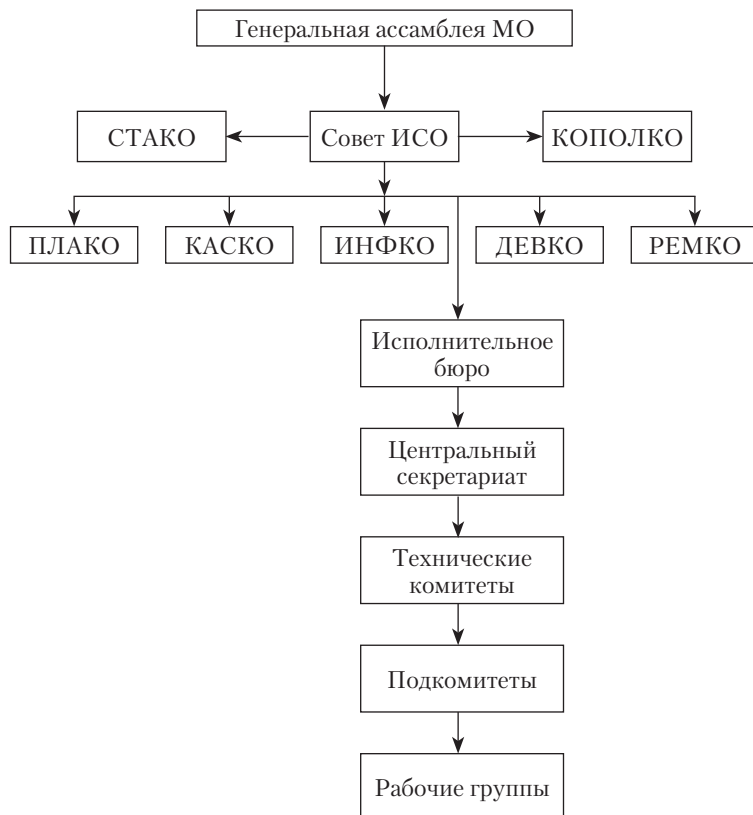 Генеральная ассамблея МО
СТАКО
Совет ИСО
КОПОЛКО
ПЛАКО
КАСКО
ИНФКО
ДЕВКО
РЕМКО
Исполнительное
бюро
Центральный
секретариат
Технические
комитеты
Подкомитеты
Рабочие группы